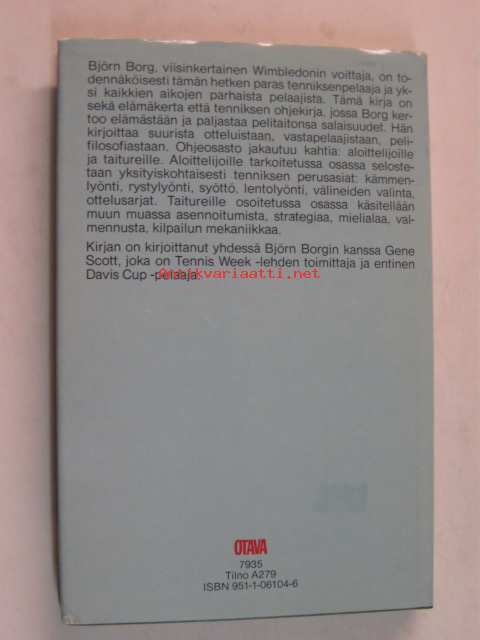 Björn Borg, viisinkertainen Wimbledonin voittaja, on to-
dennäköisesti tämän hetken paras tenniksenpelaaja ja yk-
si kaikkien aikojen parhaista pelaajista. Tämä kirja on
sekä elämäkerta että tenniksen ohjekirja, jossa Borg ker-
too elämästään ja paljastaa pelitaitonsa salaisuudet. Hän
kirjoittaa suurista otteluistaan, vastapelaajistaan, peli-
filosofiastaan. Ohjeosasto jakautuu kahtia: aloittelijoille
ja taitureille. Aloittelijoille tarkoitetussa osassa seloste-
taan yksityiskohtaisesti tenniksen perusasiat: kämmen-
lyönti, rystylyönti, syöttö, lentolyönti, välineiden valinta,
ottelusarjat. Taitureille osoitetussa osassa käsitellään
muun muassa asennoitumista, strategiaa, mielialaa, val-
mennusta, kilpailun mekaniikkaa.
Kirjan on kirjoittanut yhdessä Björn Borgin kanssa Gene
Scott, joka on Tennis Week -lehden toimittaja ja entinen
Davis Cup -pelaaja.
Antikvariaatti.net
OTAVA
7935
Tilno A279
ISBN 951-1-06104-6